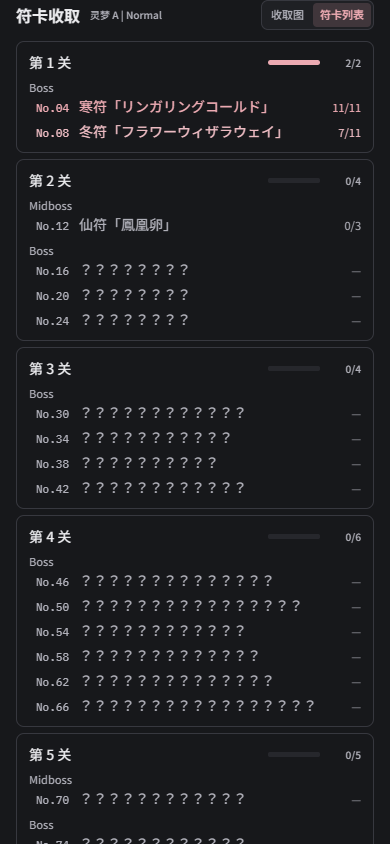 符卡收取 灵梦 A | Normal 收取图 符卡列表
第 1 关 2/2
Boss
No.04 寒符「リンガリングコールド」 11/11
No.08 冬符「フラワーウィザラウェイ」 7/11
第 2 关 0/4
Midboss
No.12 仙符「鳳凰卵」 0/3
Boss
No.16 ？？？？？？？？ —
No.20 ？？？？？？？？ —
No.24 ？？？？？？？？ —
第 3 关 0/4
Boss
No.30 ？？？？？？？？？？？？ —
No.34 ？？？？？？？？？？？ —
No.38 ？？？？？？？？？？ —
No.42 ？？？？？？？？？？？？ —
第 4 关 0/6
Boss
No.46 ？？？？？？？？？？？？？？ —
No.50 ？？？？？？？？？？？？？？？？ —
No.54 ？？？？？？？？？？？？ —
No.58 ？？？？？？？？？？？？？ —
No.62 ？？？？？？？？？？？？？？ —
No.66 ？？？？？？？？？？？？？？？？？ —
第 5 关 0/5
Midboss
No.70 ？？？？？？？？？？？？ —
Boss
No.74 ？？？？？？？？？？？？